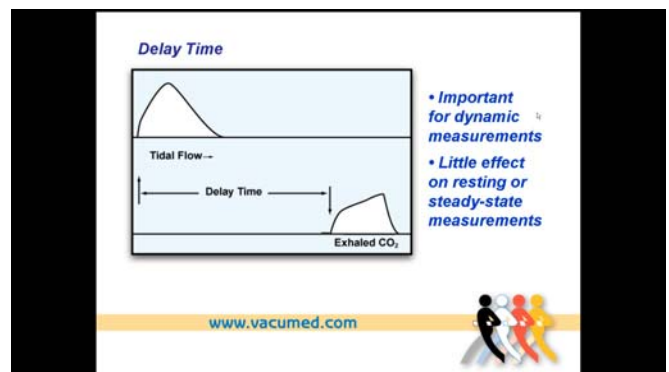 Delay Time
Tidal Flow→
Delay Time
Exhaled CO₂
• Important
for dynamic
measurements
• Little effect
on resting or
steady-state
measurements
www.vacumed.com